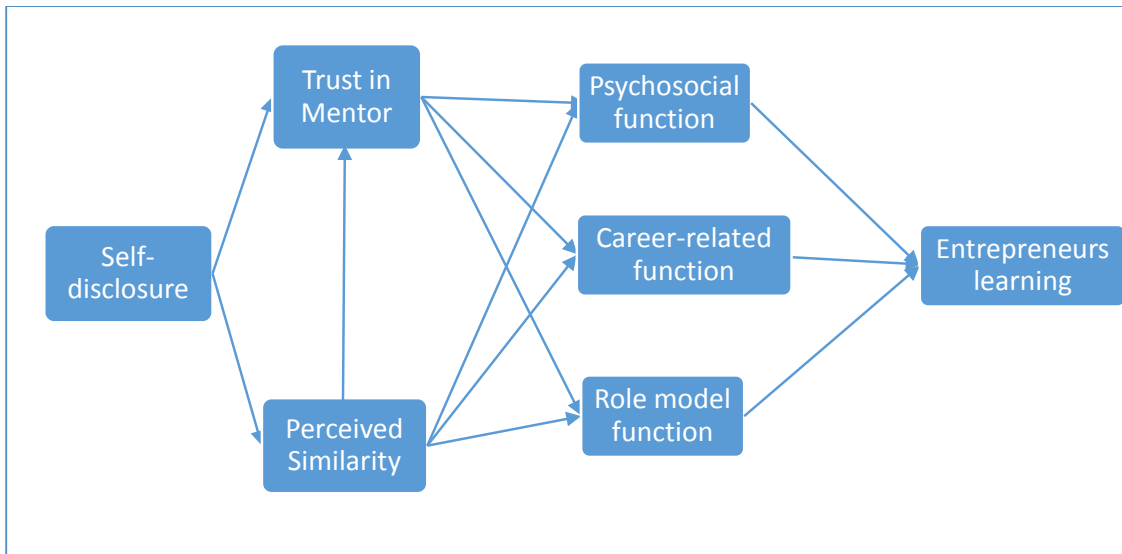 Trust in
Mentor
Psychosocial
function
Self-
disclosure
Career-related
function
Entrepreneurs
learning
Perceived
Similarity
Role model
function